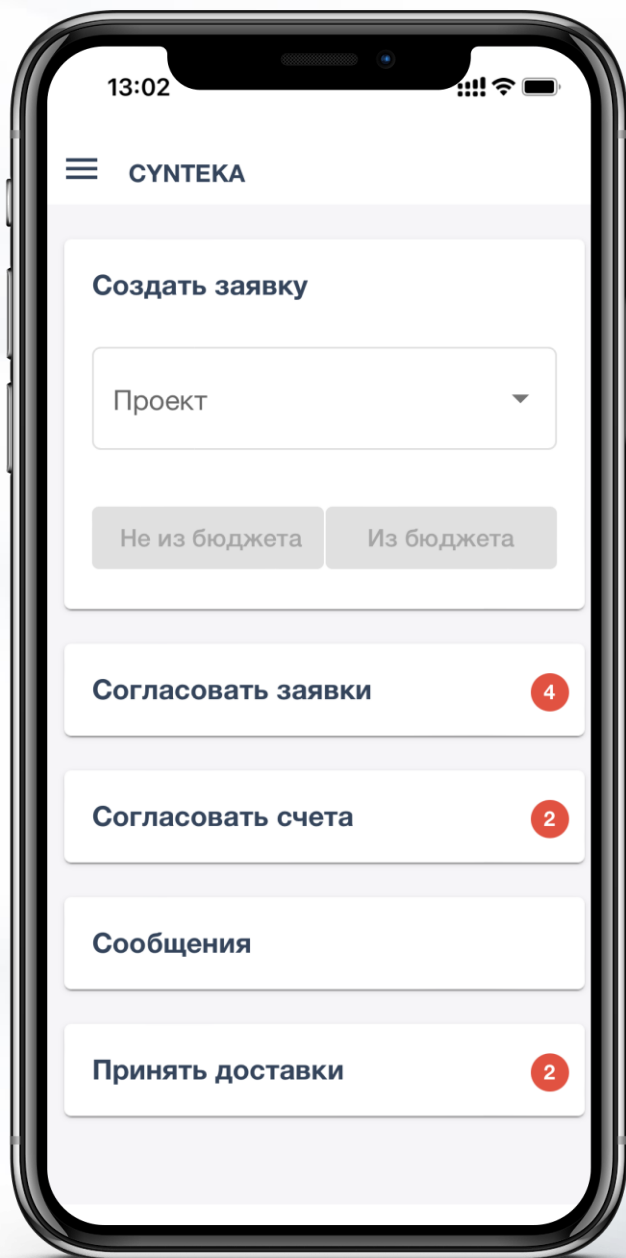 13:02
CYNTEKA
Создать заявку
Проект
Не из бюджета
Из бюджета
Согласовать заявки
4
Согласовать счета
2
Сообщения
Принять доставки
2